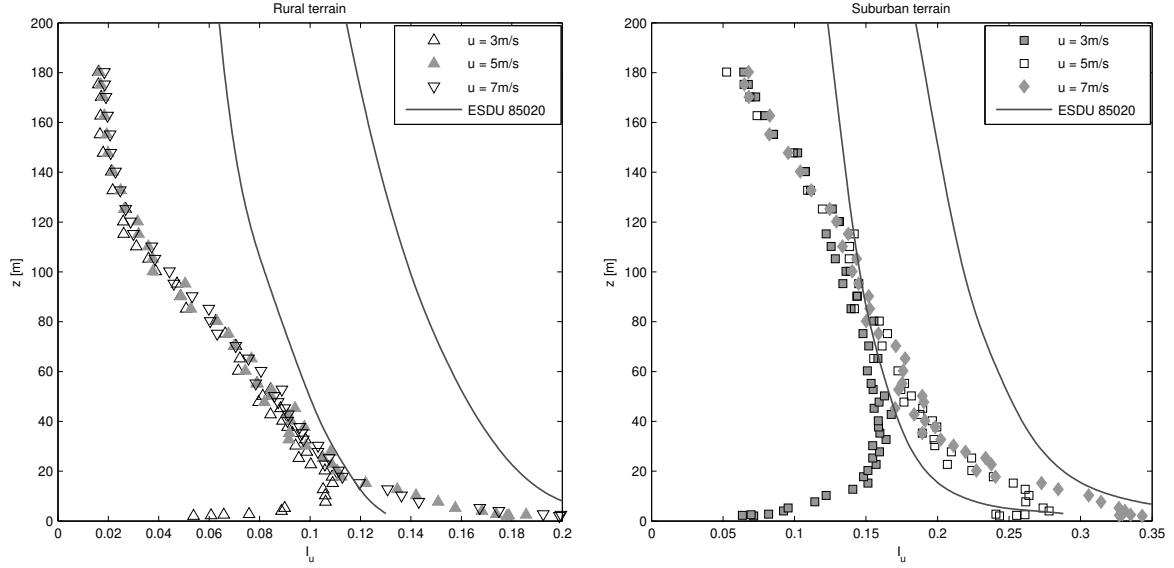 Rural terrain
200
180
160
140
120
100
80
60
40
20
0
z [m]
u = 3m/s
u = 5m/s
u = 7m/s
ESDU 85020
0 0.02 0.04 0.06 0.08 0.1 0.12 0.14 0.16 0.18 0.2
I_u
Suburban terrain
200
180
160
140
120
100
80
60
40
20
0
z [m]
u = 3m/s
u = 5m/s
u = 7m/s
ESDU 85020
0 0.05 0.1 0.15 0.2 0.25 0.3 0.35
I_u